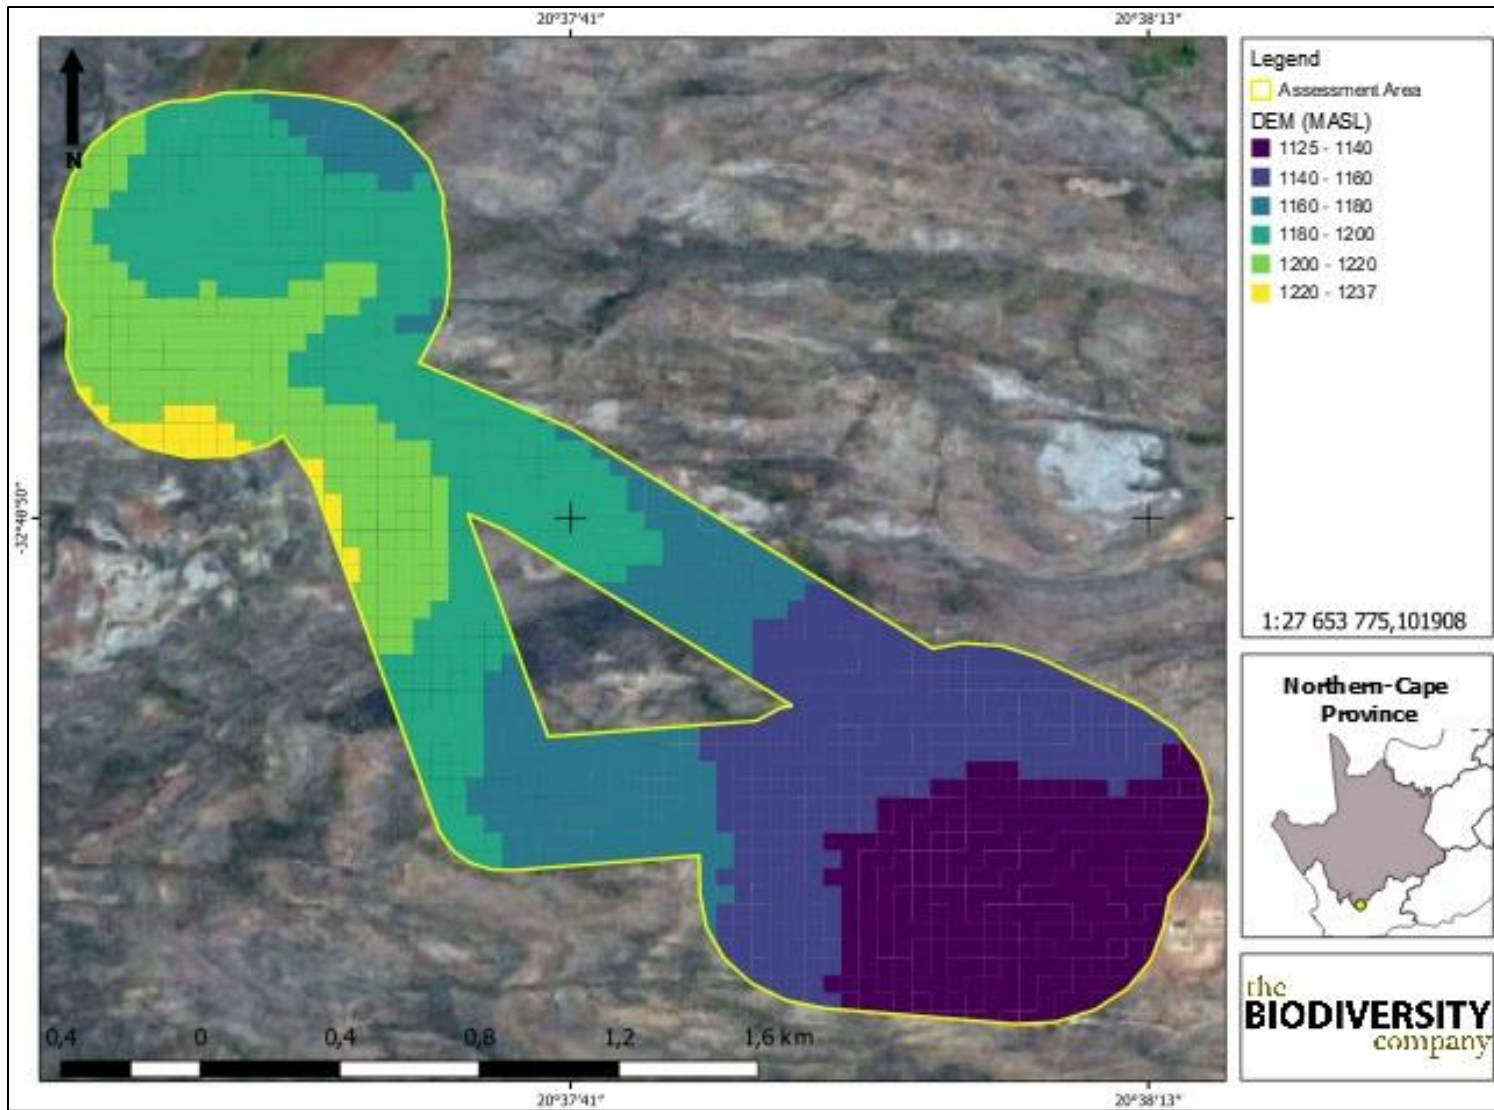 20°37'41"
20°38'13"
N
-32°48'50"
0,4
0
0,4
0,8
1,2
1,6 km
20°37'41"
20°38'13"
Legend
Assessment Area
DEM (MASL)
1125 - 1140
1140 - 1160
1160 - 1180
1180 - 1200
1200 - 1220
1220 - 1237
1:27 653 775,101908
Northern-Cape
Province
the
BIODIVERSITY
company